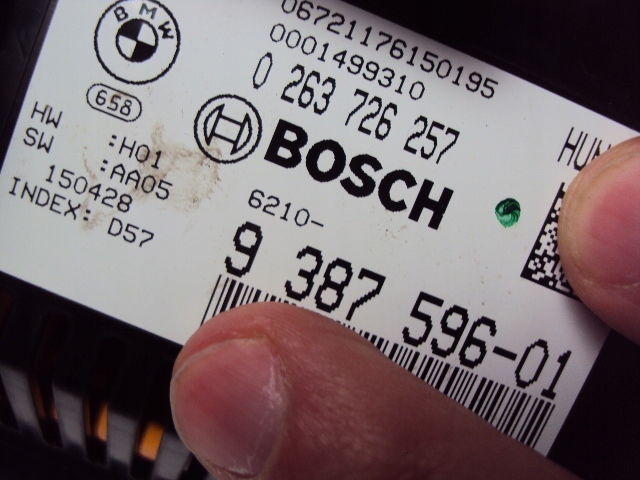 BMW
06721176150195
0001499310
0 263 726 257
658
HW :H01
SW :AA05
150428
INDEX: D57
BOSCH
6210-
9 387 596-01